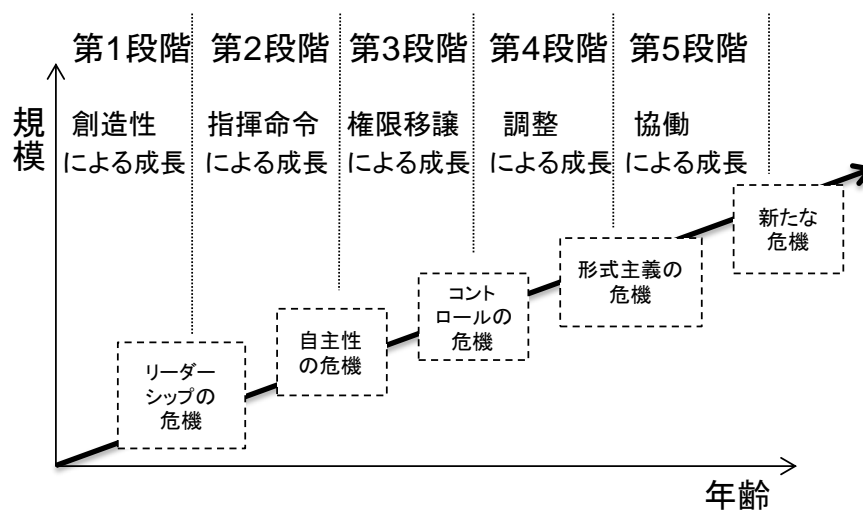 第1段階 第2段階 第3段階 第4段階 第5段階
規模
創造性
による成長
指揮命令
による成長
権限移譲
による成長
調整
による成長
協働
による成長
リーダー
シップの
危機
自主性
の危機
コント
ロールの
危機
形式主義の
危機
新たな
危機
年齢